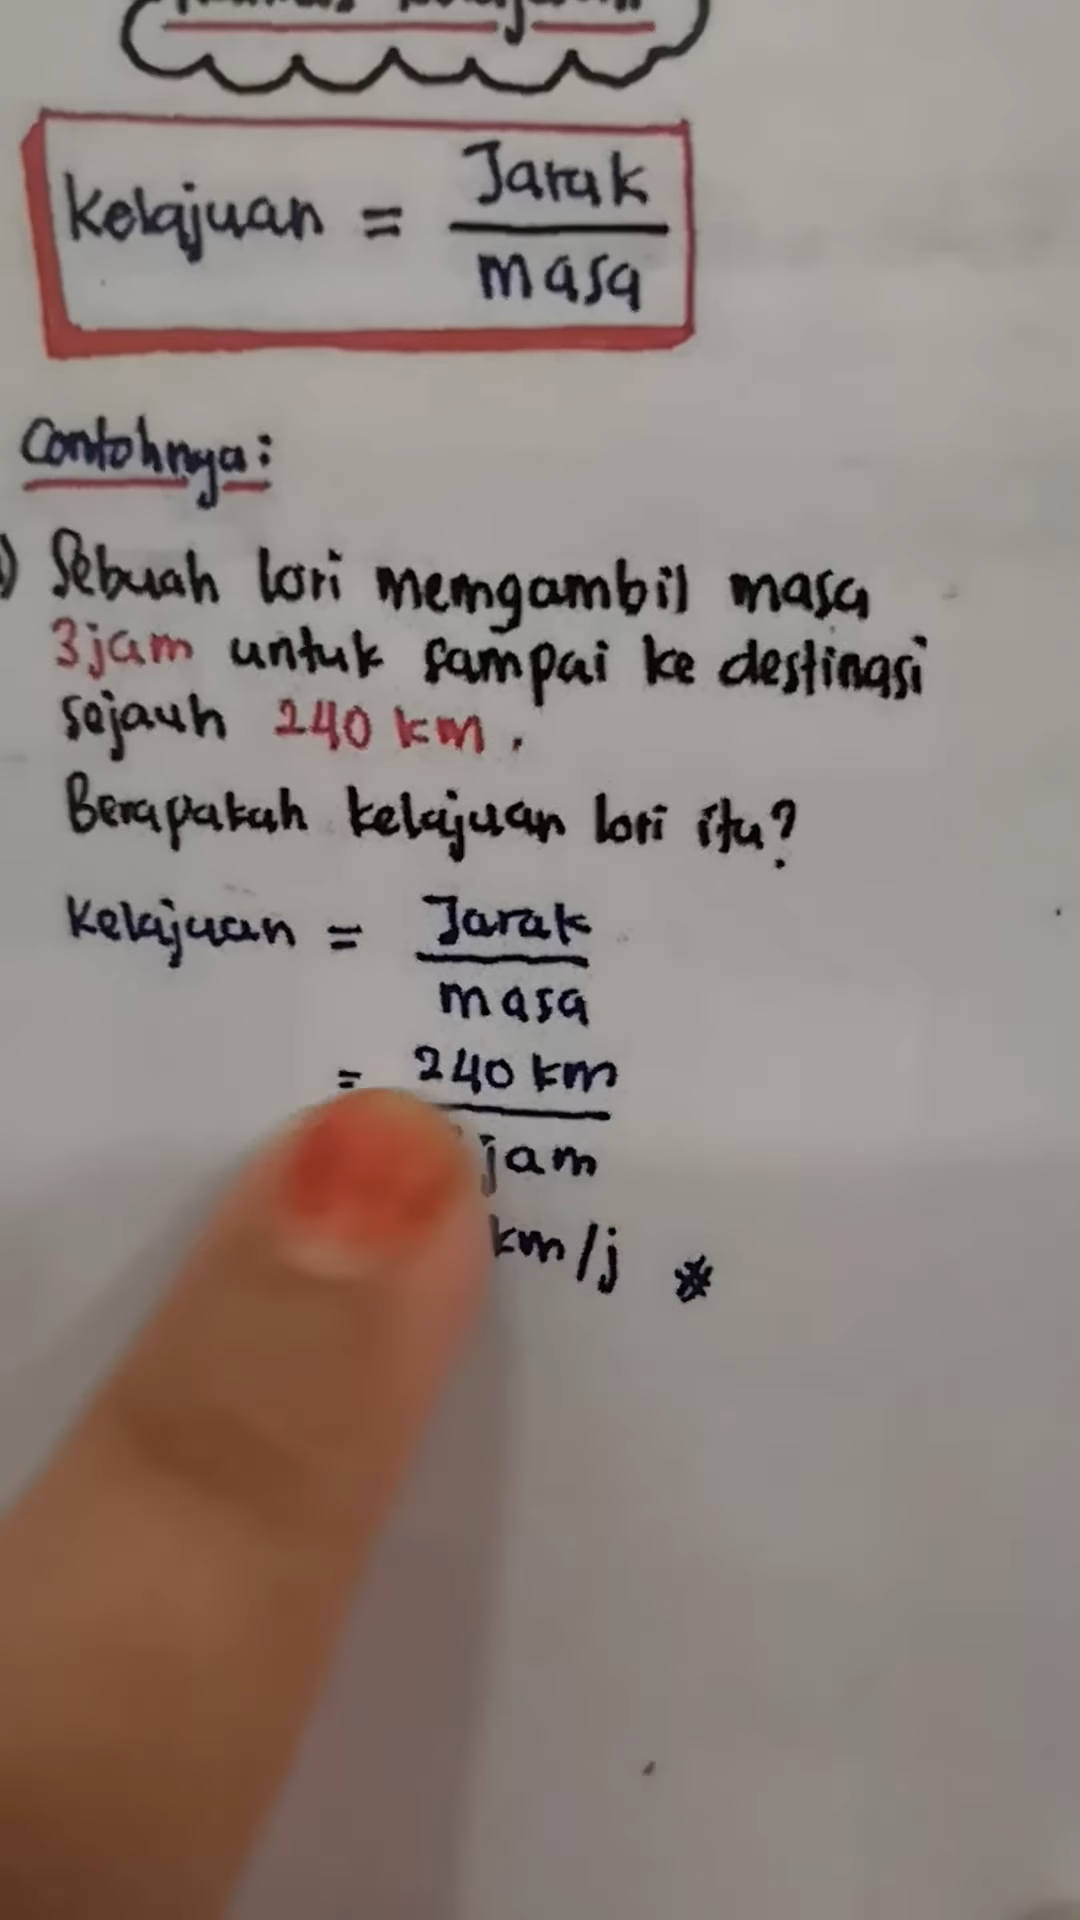 Kelajuan = Jarak
masa
Contohnya:
) Sebuah lori memgambil masa
3jam untuk sampai ke destinasi
sejauh 240 km.
Berapakah kelajuan lori itu?
Kelajuan = Jarak
masa
= 240 km
jam
km/j *